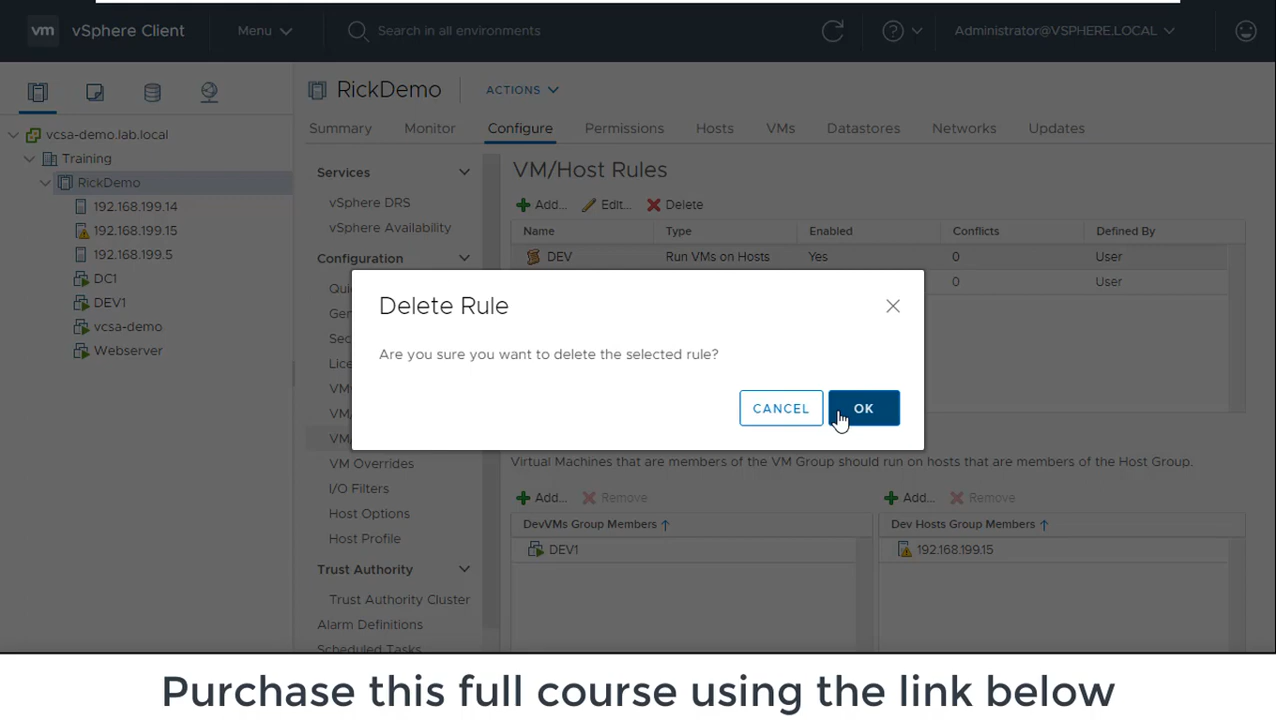 vm vSphere Client Menu Search in all environments Administrator@VSPHERE.LOCAL
RickDemo ACTIONS
Summary Monitor Configure Permissions Hosts VMs Datastores Networks Updates
vcsa-demo.lab.local
Training
RickDemo
192.168.199.14
192.168.199.15
192.168.199.5
DC1
DEV1
vcsa-demo
Webserver
Services
vSphere DRS
vSphere Availability
Configuration
VM Overrides
I/O Filters
Host Options
Host Profile
Trust Authority
Trust Authority Cluster
Alarm Definitions
Scheduled Tasks
VM/Host Rules
Add... Edit... Delete
Name Type Enabled Conflicts Defined By
DEV Run VMs on Hosts Yes 0 User
0 User
Delete Rule
Are you sure you want to delete the selected rule?
CANCEL OK
Virtual Machines that are members of the VM Group should run on hosts that are members of the Host Group.
Add... Remove Add... Remove
DevVMs Group Members Dev Hosts Group Members
DEV1 192.168.199.15
Purchase this full course using the link below